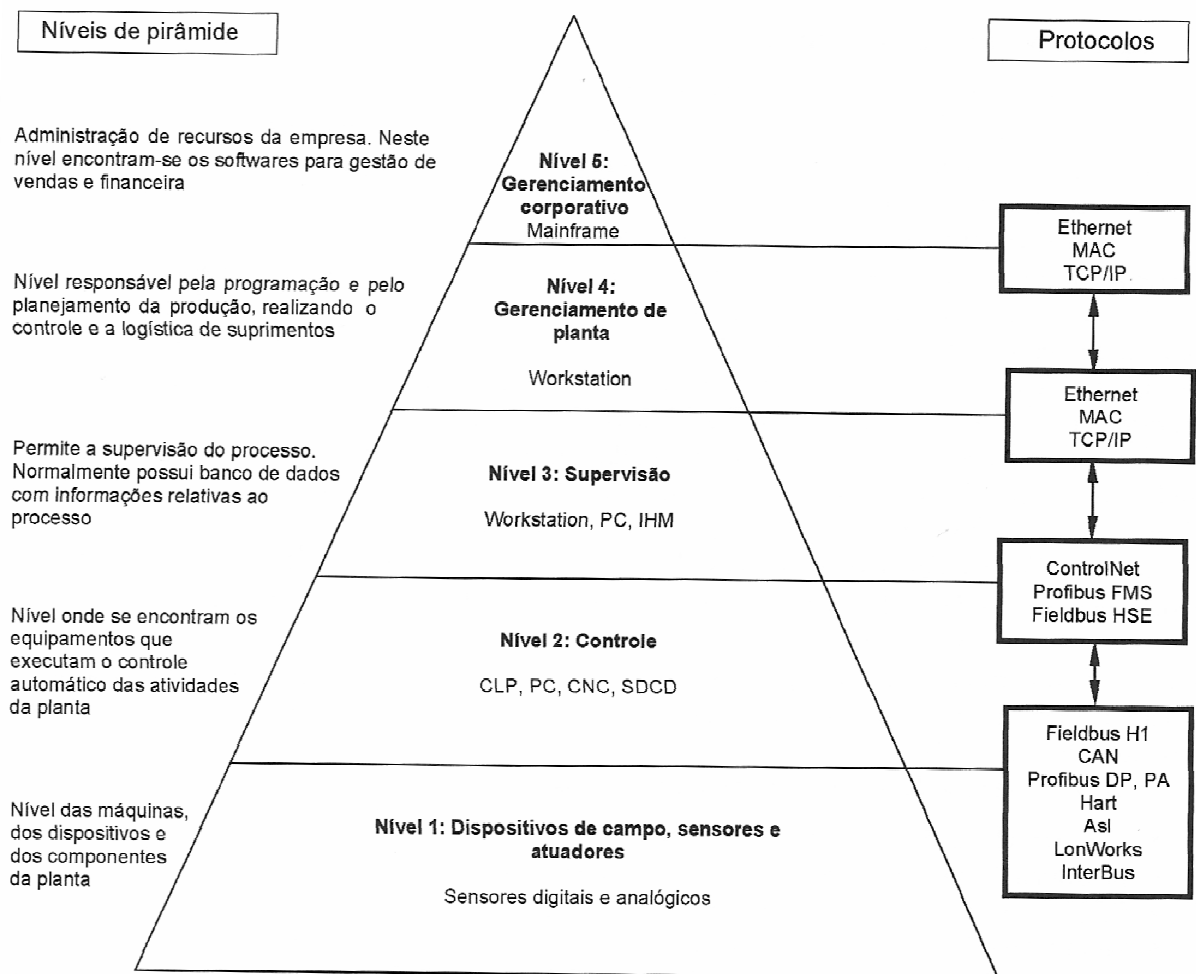 Níveis de pirâmide
Protocolos
Administração de recursos da empresa. Neste
nível encontram-se os softwares para gestão de
vendas e financeira
Nível 5:
Gerenciamento
corporativo
Mainframe
Ethernet
MAC
TCP/IP
Nível responsável pela programação e pelo
planejamento da produção, realizando o
controle e a logística de suprimentos
Nível 4:
Gerenciamento de
planta
Workstation
Ethernet
MAC
TCP/IP
Permite a supervisão do processo.
Normalmente possui banco de dados
com informações relativas ao
processo
Nível 3: Supervisão
Workstation, PC, IHM
ControlNet
Profibus FMS
Fieldbus HSE
Nível onde se encontram os
equipamentos que
executam o controle
automático das atividades
da planta
Nível 2: Controle
CLP, PC, CNC, SDCD
Fieldbus H1
CAN
Profibus DP, PA
Hart
AsI
LonWorks
InterBus
Nível das máquinas,
dos dispositivos e
dos componentes
da planta
Nível 1: Dispositivos de campo, sensores e
atuadores
Sensores digitais e analógicos